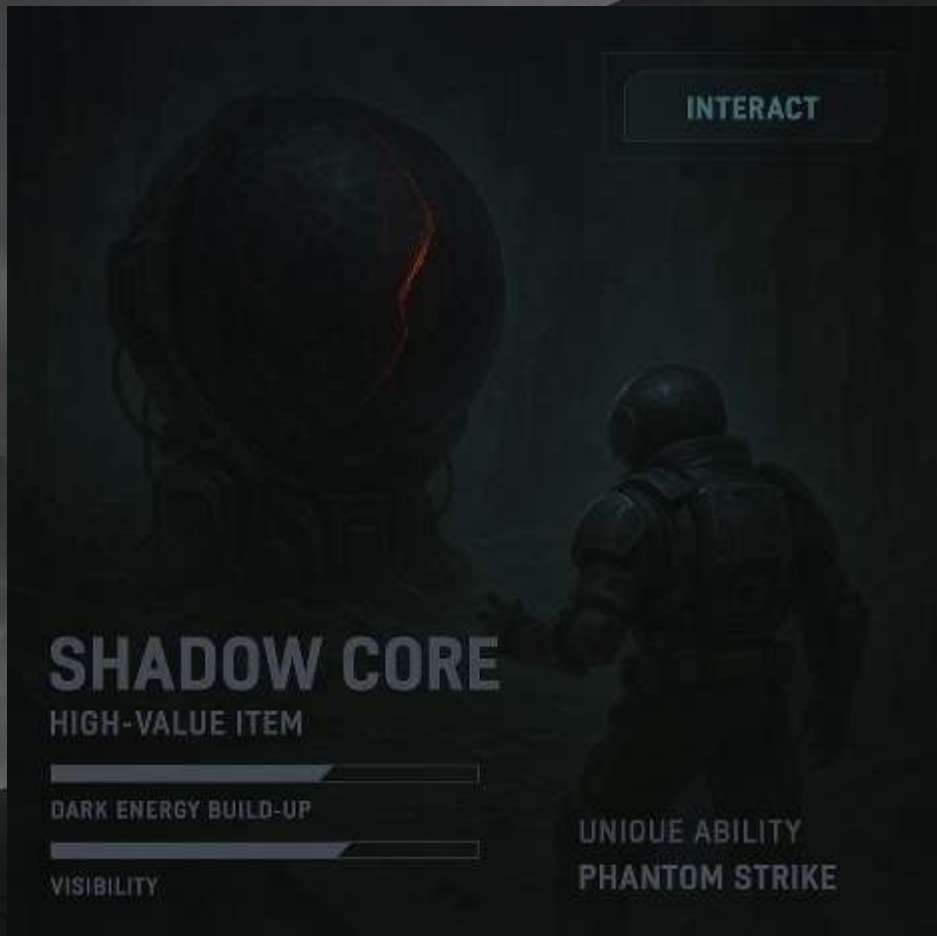 INTERACT
SHADOW CORE
HIGH-VALUE ITEM
DARK ENERGY BUILD-UP
VISIBILITY
UNIQUE ABILITY
PHANTOM STRIKE